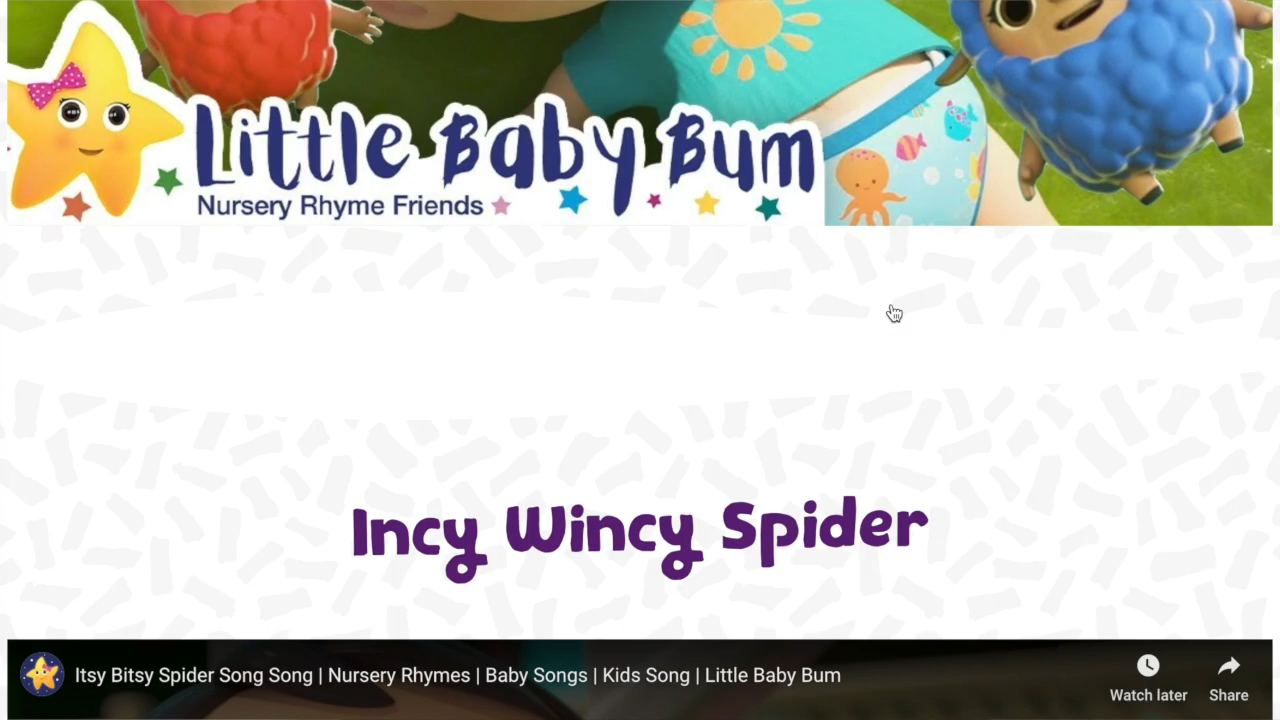 Little Baby Bum
Nursery Rhyme Friends
Incy Wincy Spider
Itsy Bitsy Spider Song Song | Nursery Rhymes | Baby Songs | Kids Song | Little Baby Bum
Watch later
Share